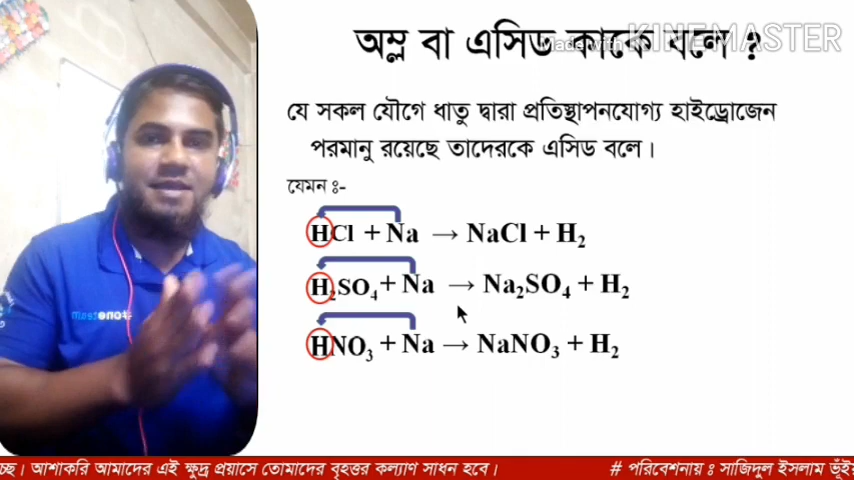 অম্ল বা এসিড কাকে বলে ?
Made with KINEMASTER
যে সকল যৌগে ধাতু দ্বারা প্রতিস্থাপনযোগ্য হাইড্রোজেন
পরমানু রয়েছে তাদেরকে এসিড বলে।
যেমন ঃ-
HCl + Na → NaCl + H₂
H₂SO₄ + Na → Na₂SO₄ + H₂
HNO₃ + Na → NaNO₃ + H₂
আশাকরি আমাদের এই ক্ষুদ্র প্রয়াসে তোমাদের বৃহত্তর কল্যাণ সাধন হবে। # পরিবেশনায় ঃ সাজিদুল ইসলাম